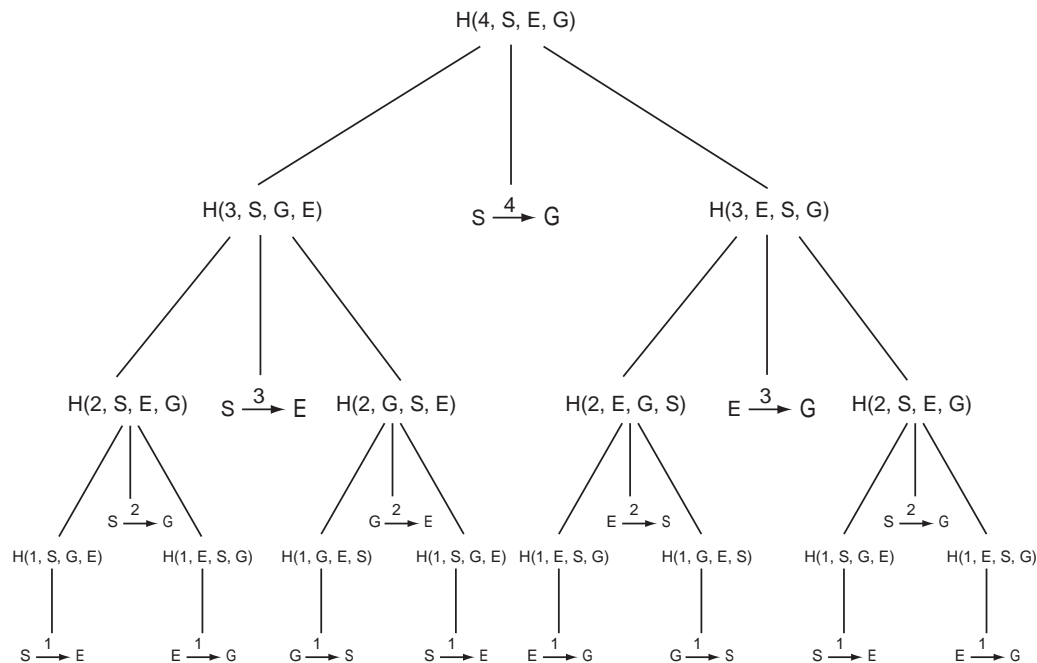 H(4, S, E, G)
H(3, S, G, E)
S 4 G
H(3, E, S, G)
H(2, S, E, G)
S 3 E
H(2, G, S, E)
H(2, E, G, S)
E 3 G
H(2, S, E, G)
S 2 G
G 2 E
E 2 S
S 2 G
H(1, S, G, E)
H(1, E, S, G)
H(1, G, E, S)
H(1, S, G, E)
H(1, E, S, G)
H(1, G, E, S)
H(1, S, G, E)
H(1, E, S, G)
S 1 E
E 1 G
G 1 S
S 1 E
E 1 G
G 1 S
S 1 E
E 1 G